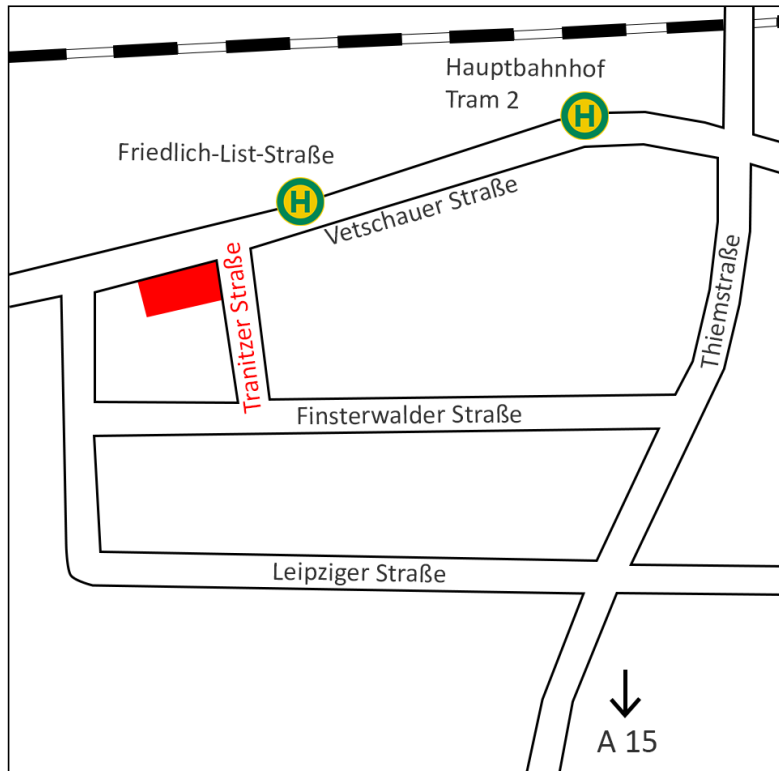 Hauptbahnhof
Tram 2
H
Friedlich-List-Straße
H
Vetschauer Straße
Tranitzer Straße
Thiemstraße
Finsterwalder Straße
Leipziger Straße
A 15